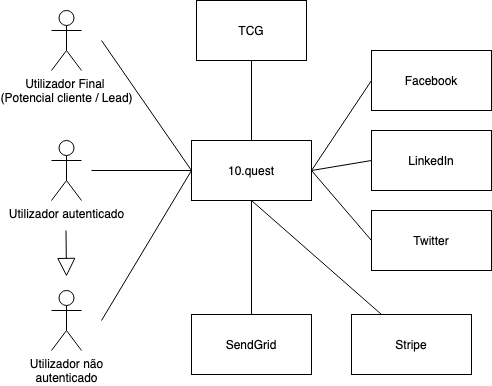 TCG
Utilizador Final
(Potencial cliente / Lead)
Facebook
10.quest
LinkedIn
Utilizador autenticado
Twitter
SendGrid
Stripe
Utilizador não
autenticado